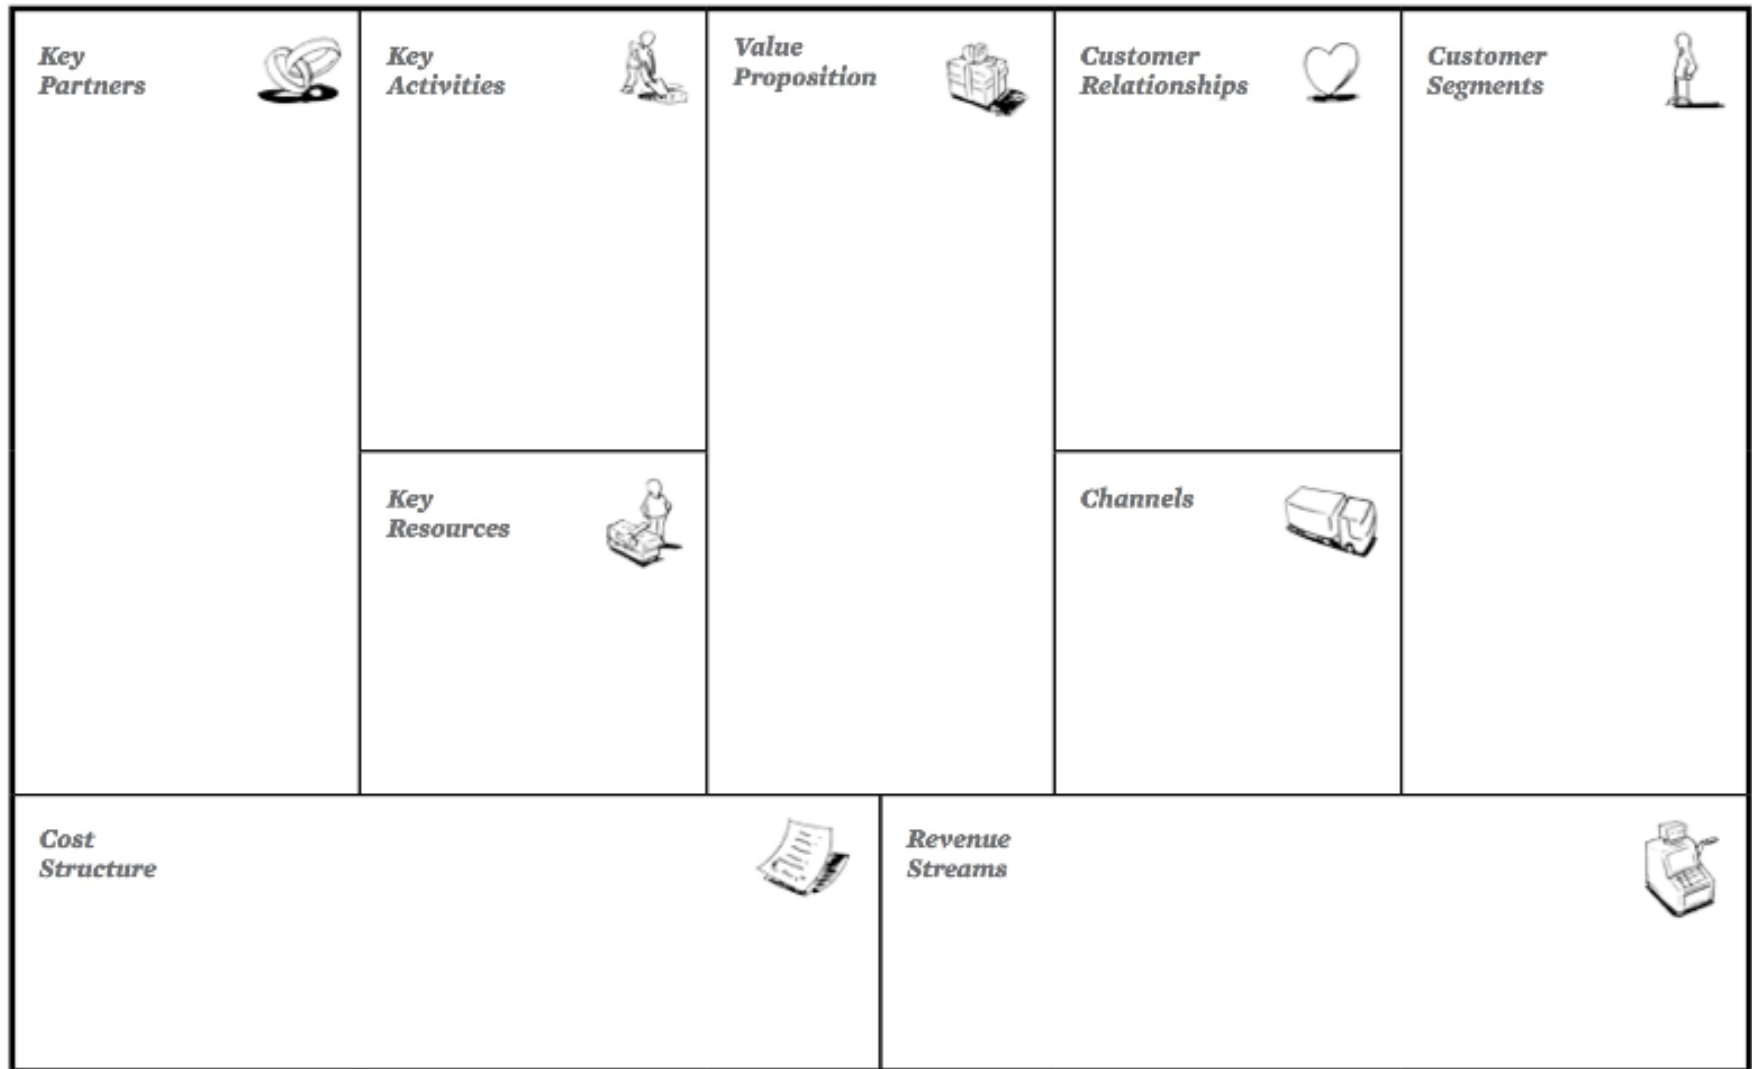 Key
Partners
Key
Activities
Value
Proposition
Customer
Relationships
Customer
Segments
Key
Resources
Channels
Cost
Structure
Revenue
Streams